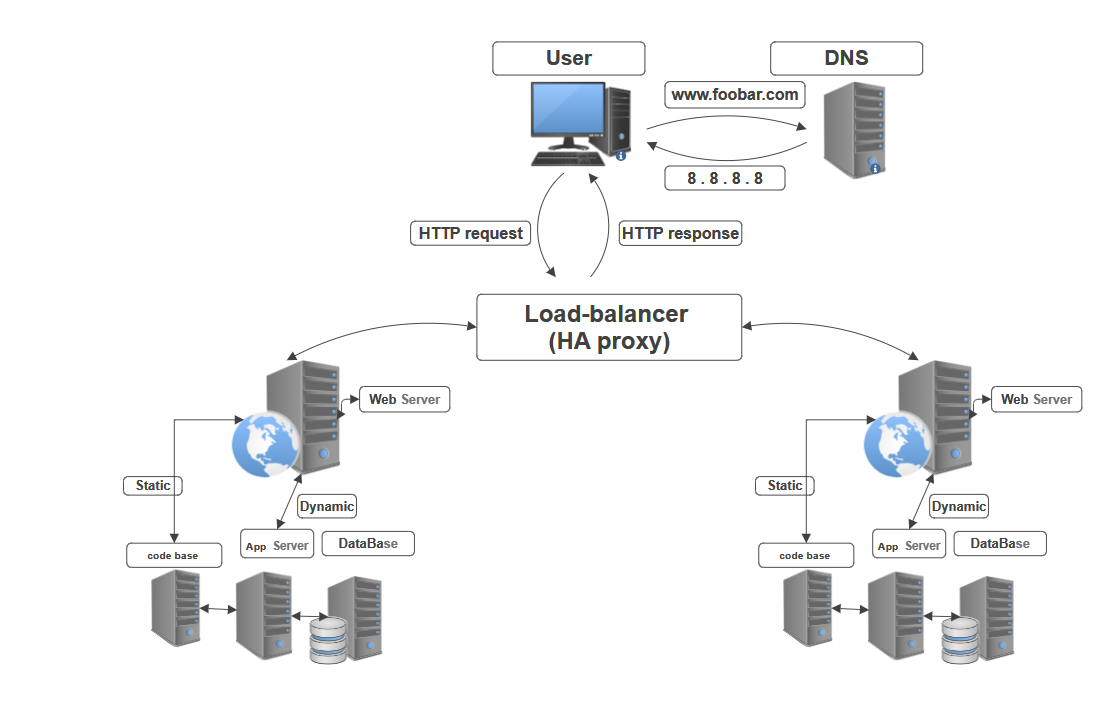 User
DNS
www.foobar.com
8 . 8 . 8 . 8
HTTP request
HTTP response
Load-balancer
(HA proxy)
Web Server
Web Server
Static
Dynamic
Static
Dynamic
code base
App Server
DataBase
code base
App Server
DataBase